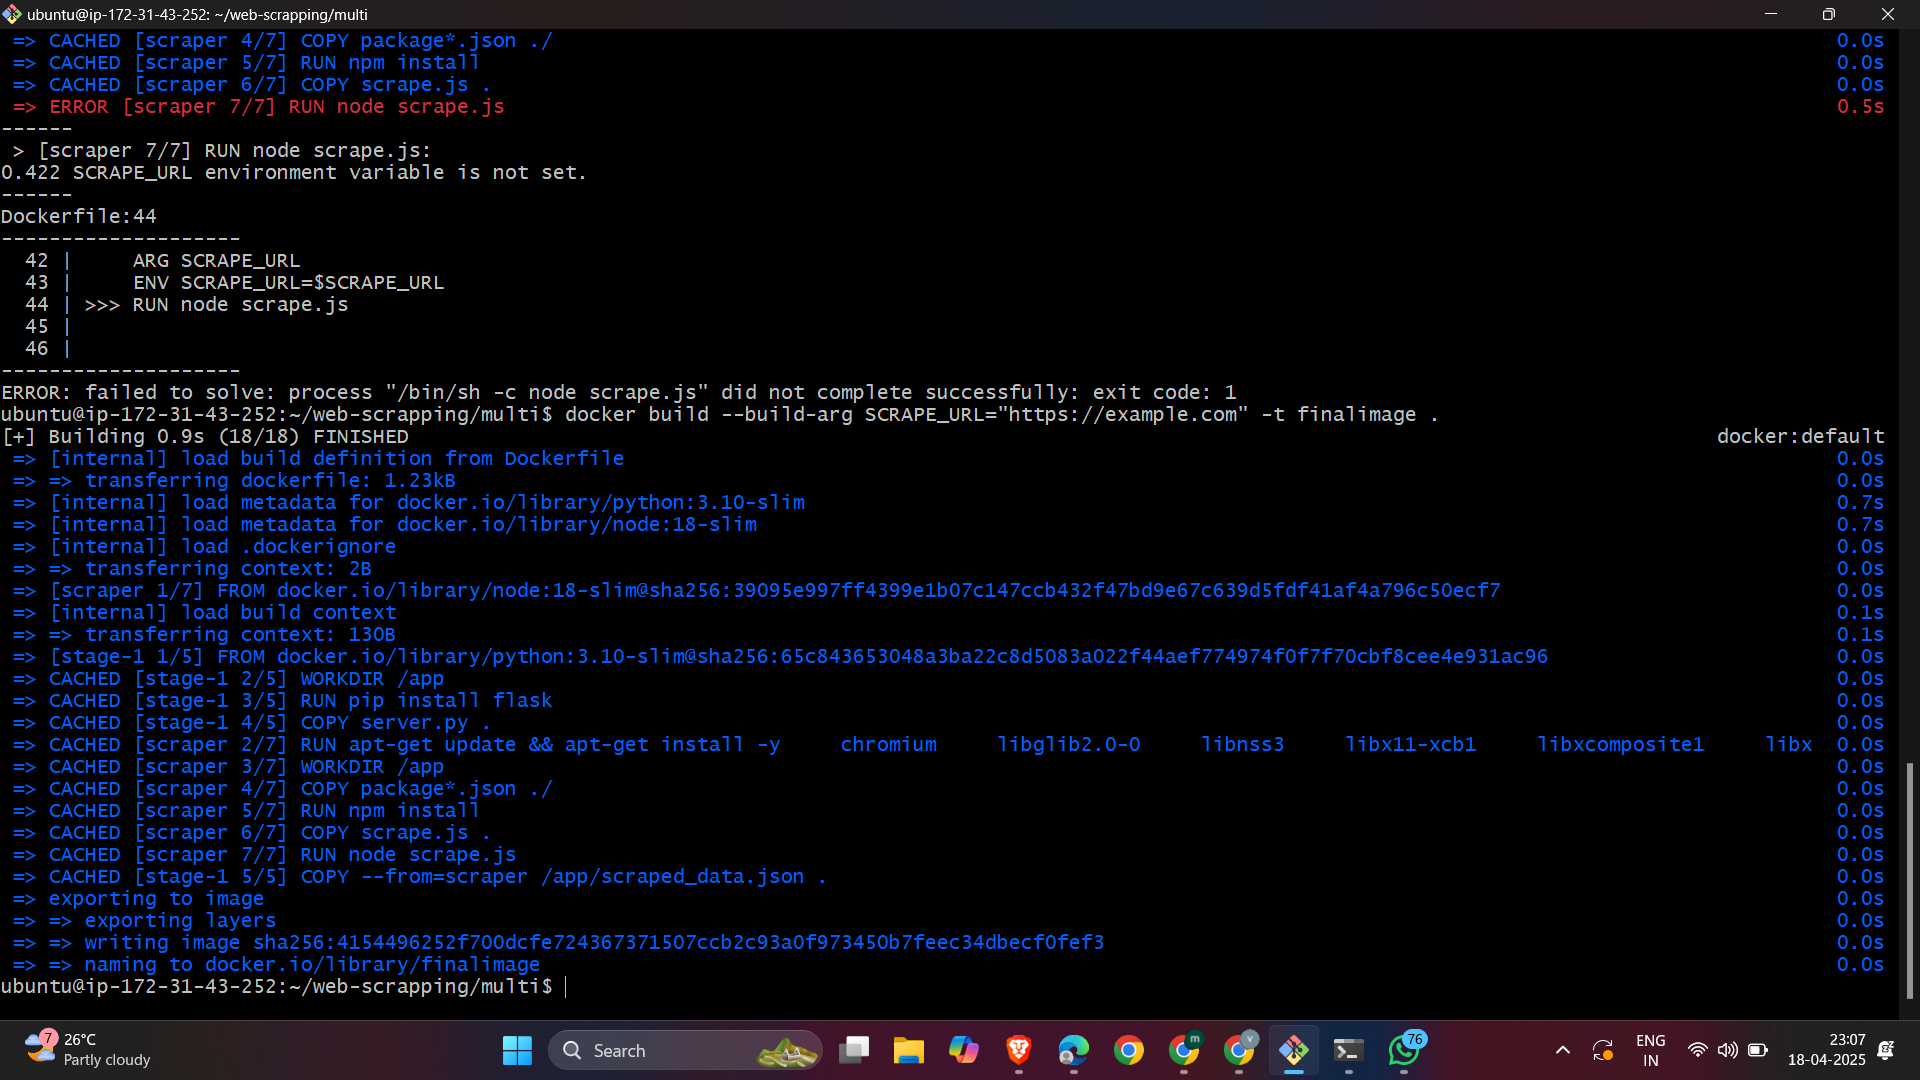 ubuntu@ip-172-31-43-252: ~/web-scrapping/multi
=> CACHED [scraper 4/7] COPY package*.json ./ 0.0s
=> CACHED [scraper 5/7] RUN npm install 0.0s
=> CACHED [scraper 6/7] COPY scrape.js . 0.0s
=> ERROR [scraper 7/7] RUN node scrape.js 0.5s
------
> [scraper 7/7] RUN node scrape.js:
0.422 SCRAPE_URL environment variable is not set.
------
Dockerfile:44
--------------------
42 | ARG SCRAPE_URL
43 | ENV SCRAPE_URL=$SCRAPE_URL
44 | >>> RUN node scrape.js
45 |
46 |
--------------------
ERROR: failed to solve: process "/bin/sh -c node scrape.js" did not complete successfully: exit code: 1
ubuntu@ip-172-31-43-252:~/web-scrapping/multi$ docker build --build-arg SCRAPE_URL="https://example.com" -t finalimage .
[+] Building 0.9s (18/18) FINISHED docker:default
=> [internal] load build definition from Dockerfile 0.0s
=> => transferring dockerfile: 1.23kB 0.0s
=> [internal] load metadata for docker.io/library/python:3.10-slim 0.7s
=> [internal] load metadata for docker.io/library/node:18-slim 0.7s
=> [internal] load .dockerignore 0.0s
=> => transferring context: 2B 0.0s
=> [scraper 1/7] FROM docker.io/library/node:18-slim@sha256:39095e997ff4399e1b07c147ccb432f47bd9e67c639d5fdf41af4a796c50ecf7 0.0s
=> [internal] load build context 0.1s
=> => transferring context: 130B 0.1s
=> [stage-1 1/5] FROM docker.io/library/python:3.10-slim@sha256:65c843653048a3ba22c8d5083a022f44aef774974f0f7f70cbf8cee4e931ac96 0.0s
=> CACHED [stage-1 2/5] WORKDIR /app 0.0s
=> CACHED [stage-1 3/5] RUN pip install flask 0.0s
=> CACHED [stage-1 4/5] COPY server.py . 0.0s
=> CACHED [scraper 2/7] RUN apt-get update && apt-get install -y chromium libglib2.0-0 libnss3 libx11-xcb1 libxcomposite1 libx 0.0s
=> CACHED [scraper 3/7] WORKDIR /app 0.0s
=> CACHED [scraper 4/7] COPY package*.json ./ 0.0s
=> CACHED [scraper 5/7] RUN npm install 0.0s
=> CACHED [scraper 6/7] COPY scrape.js . 0.0s
=> CACHED [scraper 7/7] RUN node scrape.js 0.0s
=> CACHED [stage-1 5/5] COPY --from=scraper /app/scraped_data.json . 0.0s
=> exporting to image 0.0s
=> => exporting layers 0.0s
=> => writing image sha256:4154496252f700dcfe724367371507ccb2c93a0f973450b7feec34dbecf0fef3 0.0s
=> => naming to docker.io/library/finalimage 0.0s
ubuntu@ip-172-31-43-252:~/web-scrapping/multi$
7
26°C
Partly cloudy
Search
m
v
76
ENG
IN
23:07
18-04-2025